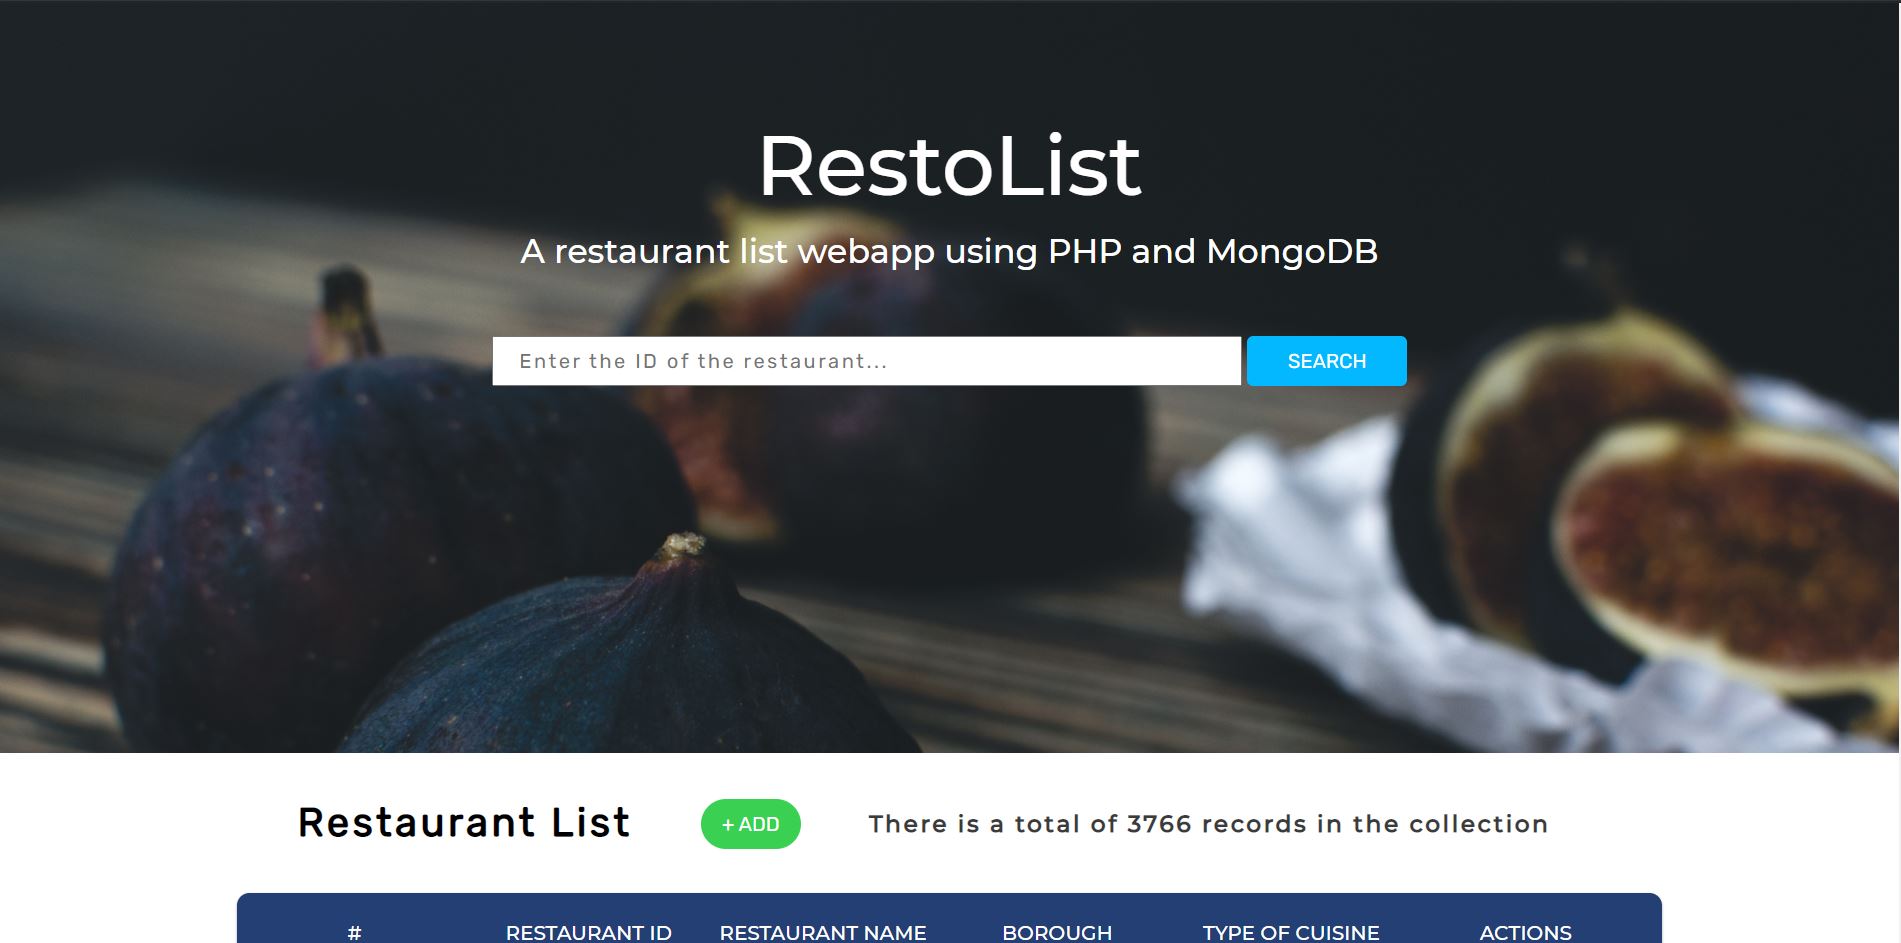 RestoList
A restaurant list webapp using PHP and MongoDB
Enter the ID of the restaurant...
SEARCH
Restaurant List
+ ADD
There is a total of 3766 records in the collection
# RESTAURANT ID RESTAURANT NAME BOROUGH TYPE OF CUISINE ACTIONS